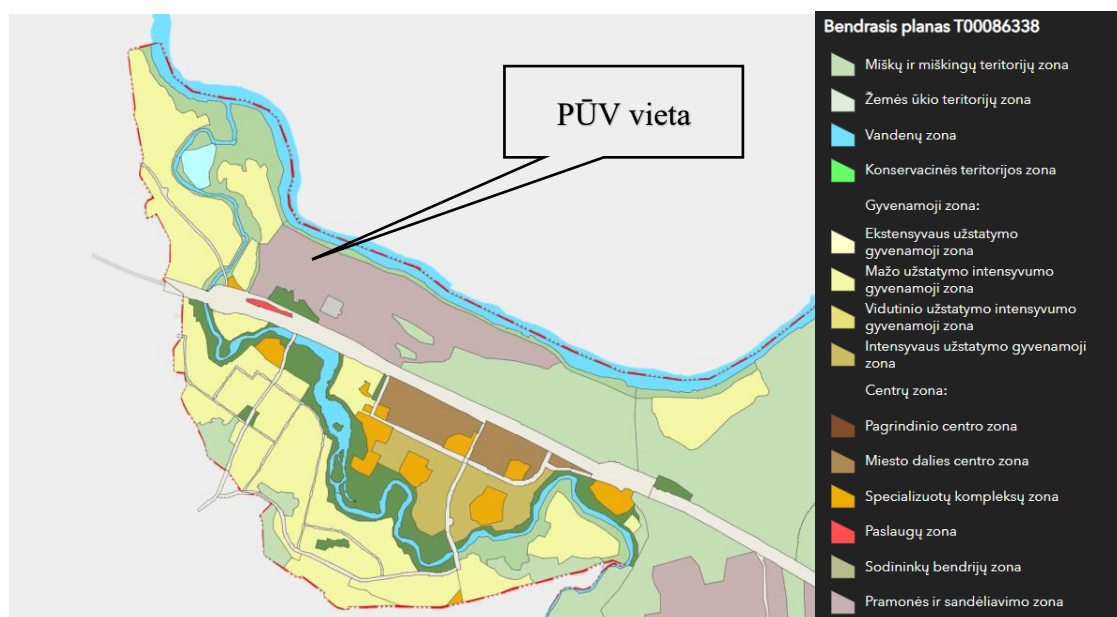 PŪV vieta
Bendrasis planas T00086338
Miškų ir miškingų teritorijų zona
Žemės ūkio teritorijų zona
Vandenų zona
Konservacinės teritorijos zona
Gyvenamoji zona:
Ekstensyvaus užstatymo
gyvenamoji zona
Mažo užstatymo intensyvumo
gyvenamoji zona
Vidutinio užstatymo intensyvumo
gyvenamoji zona
Intensyvaus užstatymo gyvenamoji
zona
Centrų zona:
Pagrindinio centro zona
Miesto dalies centro zona
Specializuotų kompleksų zona
Paslaugų zona
Sodininkų bendrijų zona
Pramonės ir sandėliavimo zona